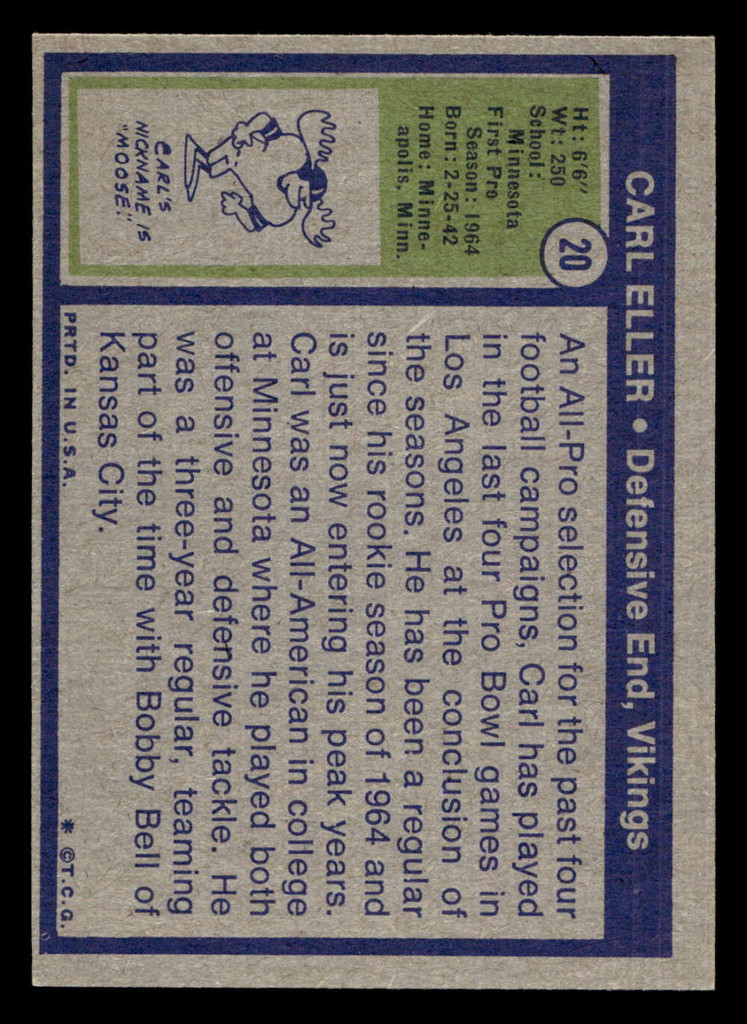 CARL ELLER • Defensive End, Vikings
20
Ht: 6'6"
Wt: 250
School:
Minnesota
First Pro
Season: 1964
Born: 2-25-42
Home: Minne-
apolis, Minn.
CARL'S
NICKNAME IS
"MOOSE."
An All-Pro selection for the past four
football campaigns, Carl has played
in the last four Pro Bowl games in
Los Angeles at the conclusion of
the seasons. He has been a regular
since his rookie season of 1964 and
is just now entering his peak years.
Carl was an All-American in college
at Minnesota where he played both
offensive and defensive tackle. He
was a three-year regular, teaming
part of the time with Bobby Bell of
Kansas City.
PRTD. IN U.S.A.
* ©T.C.G.